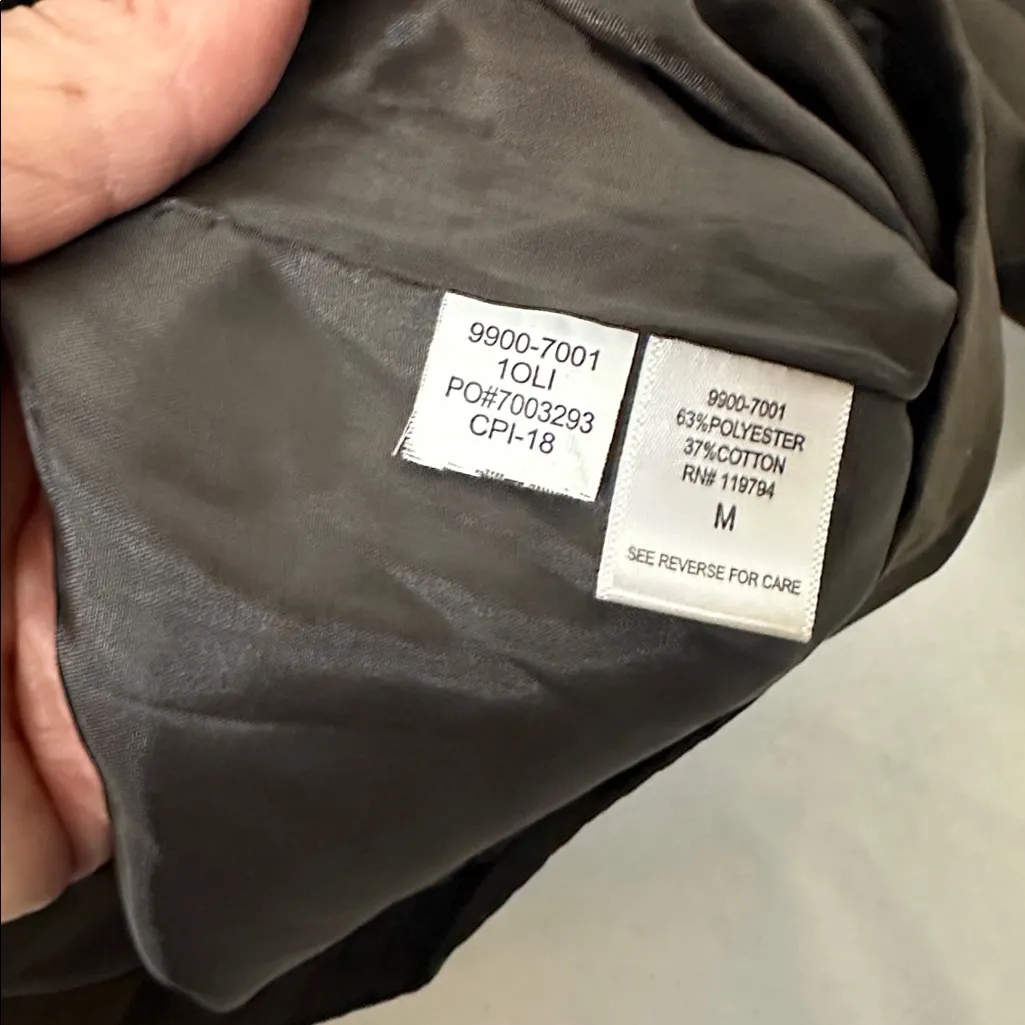 9900-7001
1OLI
PO#7003293
CPI-18
9900-7001
63%POLYESTER
37%COTTON
RN# 119794
M
SEE REVERSE FOR CARE